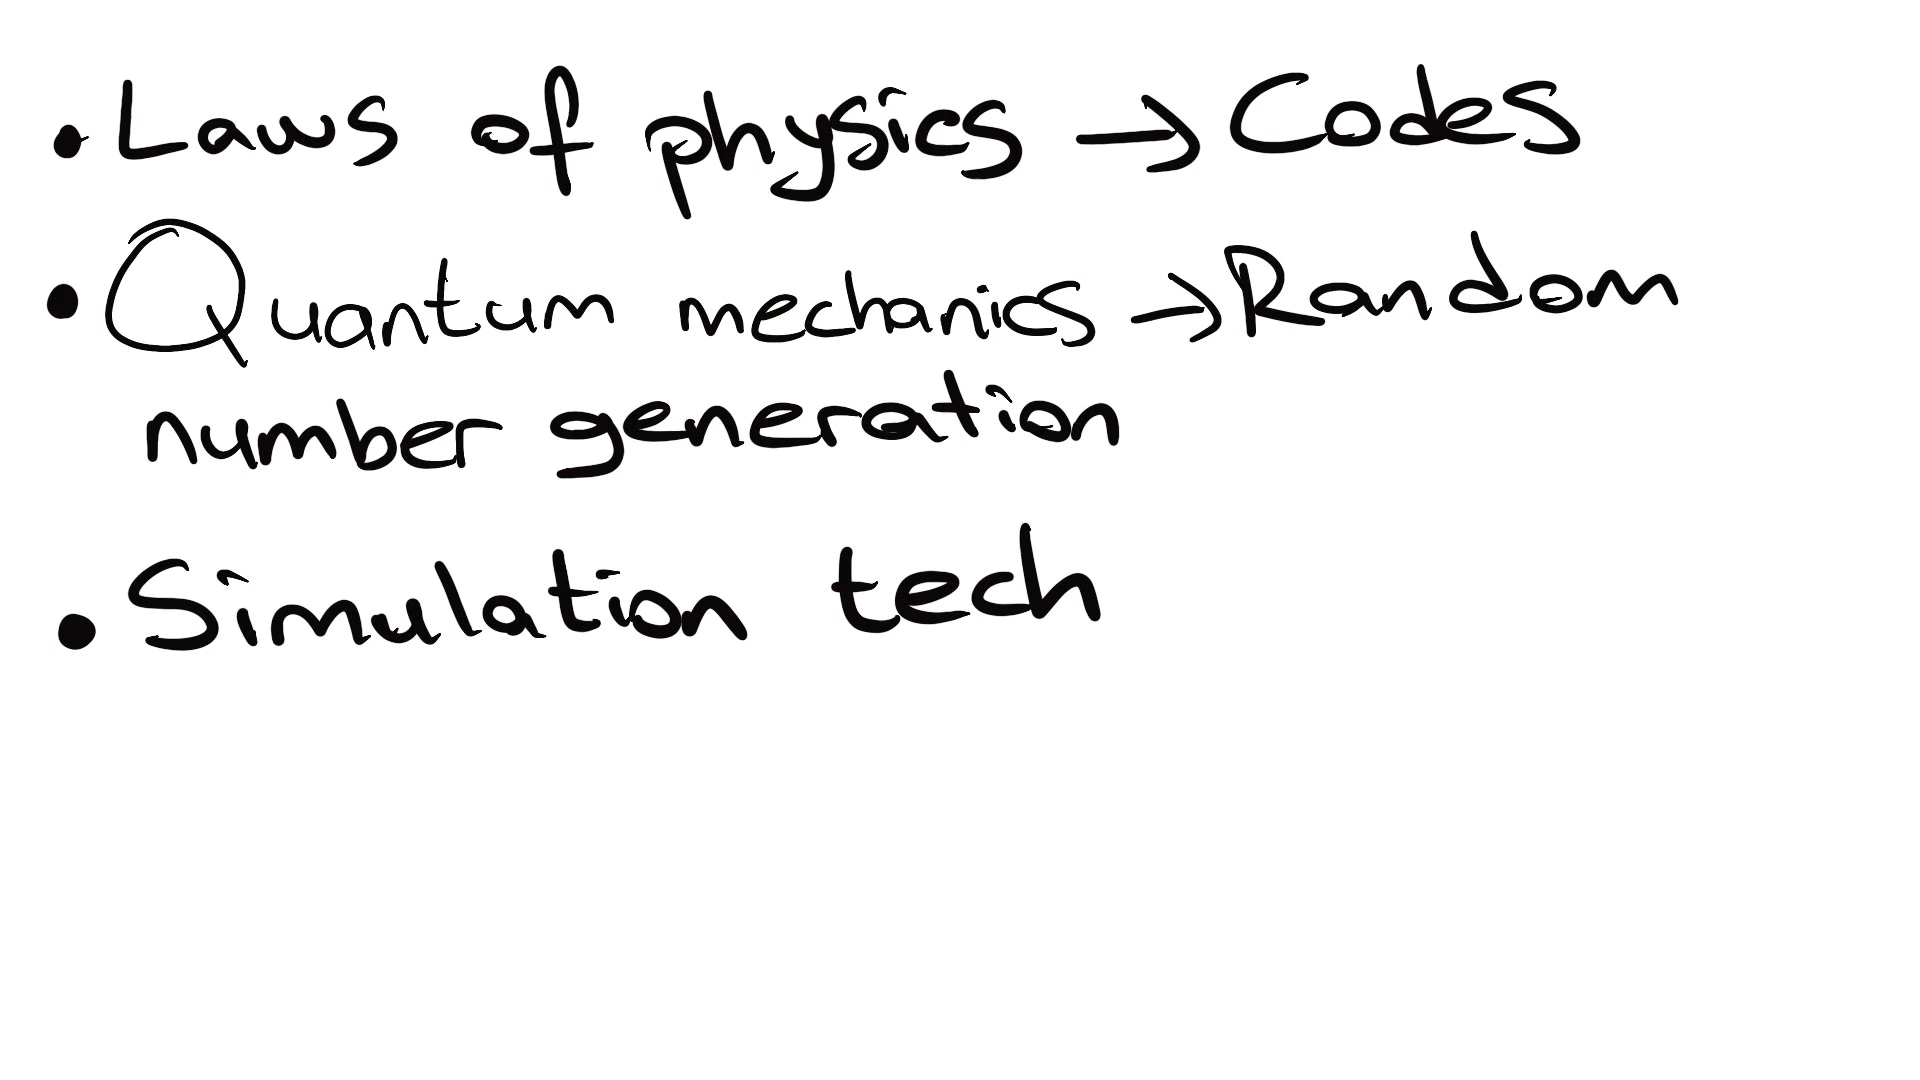 • Laws of physics → Codes
• Quantum mechanics → Random
number generation
• Simulation tech